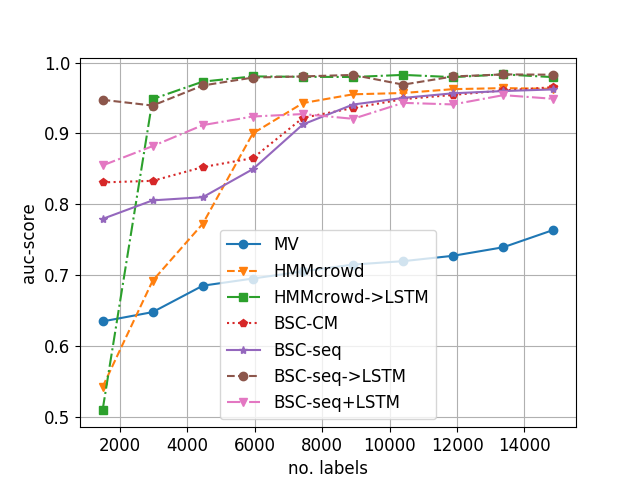 1.0
0.9
0.8
0.7
0.6
0.5
auc-score
MV
HMMcrowd
HMMcrowd->LSTM
BSC-CM
BSC-seq
BSC-seq->LSTM
BSC-seq+LSTM
2000 4000 6000 8000 10000 12000 14000
no. labels